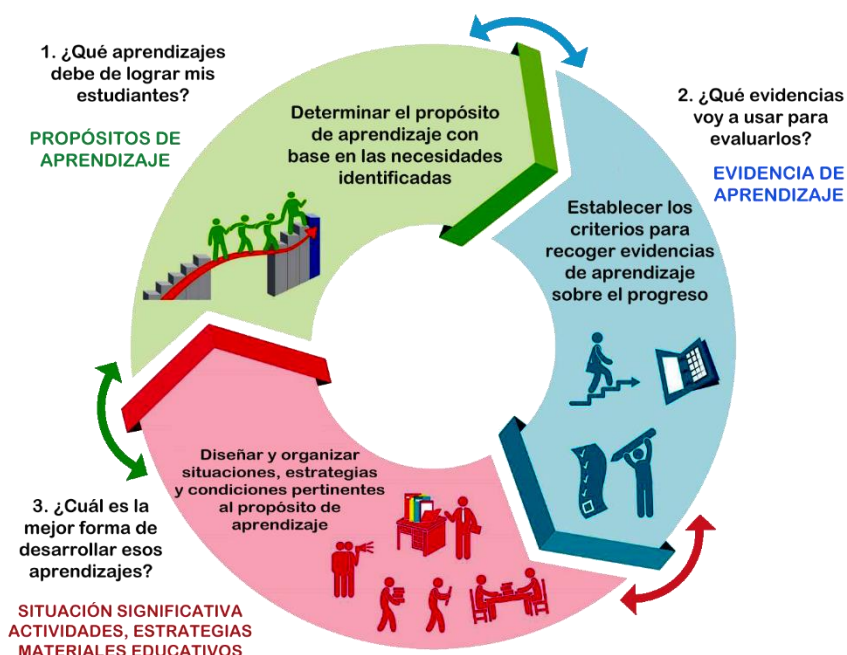 1. ¿Qué aprendizajes
debe de lograr mis
estudiantes?
PROPÓSITOS DE
APRENDIZAJE
Determinar el propósito
de aprendizaje con
base en las necesidades
identificadas
2. ¿Qué evidencias
voy a usar para
evaluarlos?
EVIDENCIA DE
APRENDIZAJE
Establecer los
criterios para
recoger evidencias
de aprendizaje
sobre el progreso
3. ¿Cuál es la
mejor forma de
desarrollar esos
aprendizajes?
SITUACIÓN SIGNIFICATIVA
ACTIVIDADES, ESTRATEGIAS
MATERIALES EDUCATIVOS
Diseñar y organizar
situaciones, estrategias
y condiciones pertinentes
al propósito de
aprendizaje